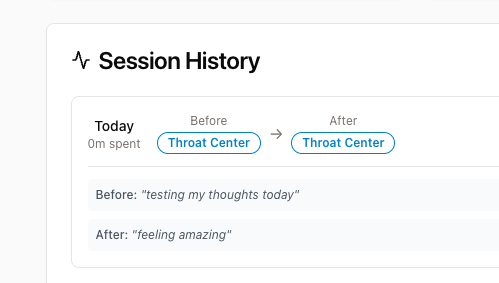 Session History
Today
0m spent
Before
Throat Center
→
After
Throat Center
Before: "testing my thoughts today"
After: "feeling amazing"